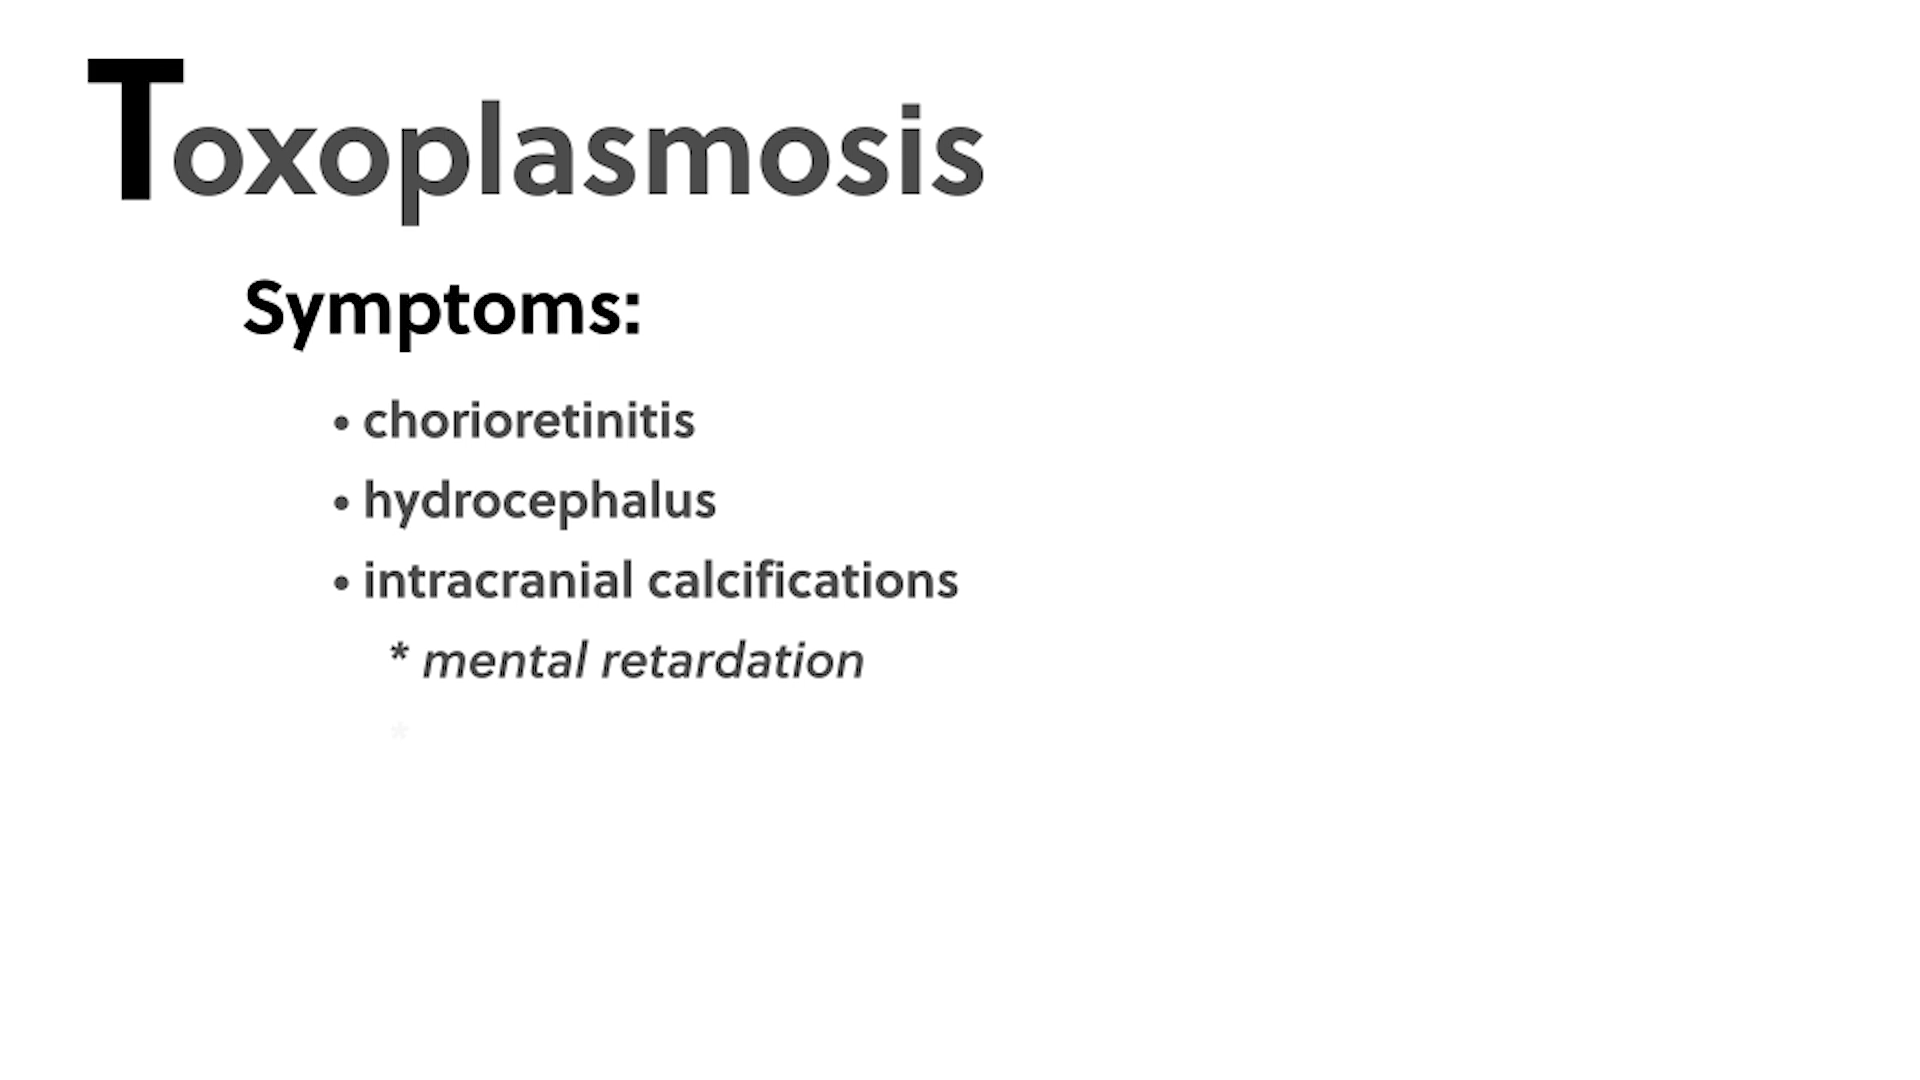 Toxoplasmosis
Symptoms:
• chorioretinitis
• hydrocephalus
• intracranial calcifications
* mental retardation
*